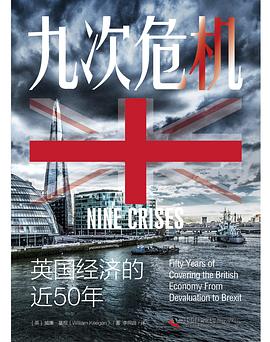 九次危机
NINE CRISES
英国经济的
近50年
Fifty Years of
Covering the British
Economy From
Devaluation to Brexit
[英] 威廉·基根（William Keegan）著